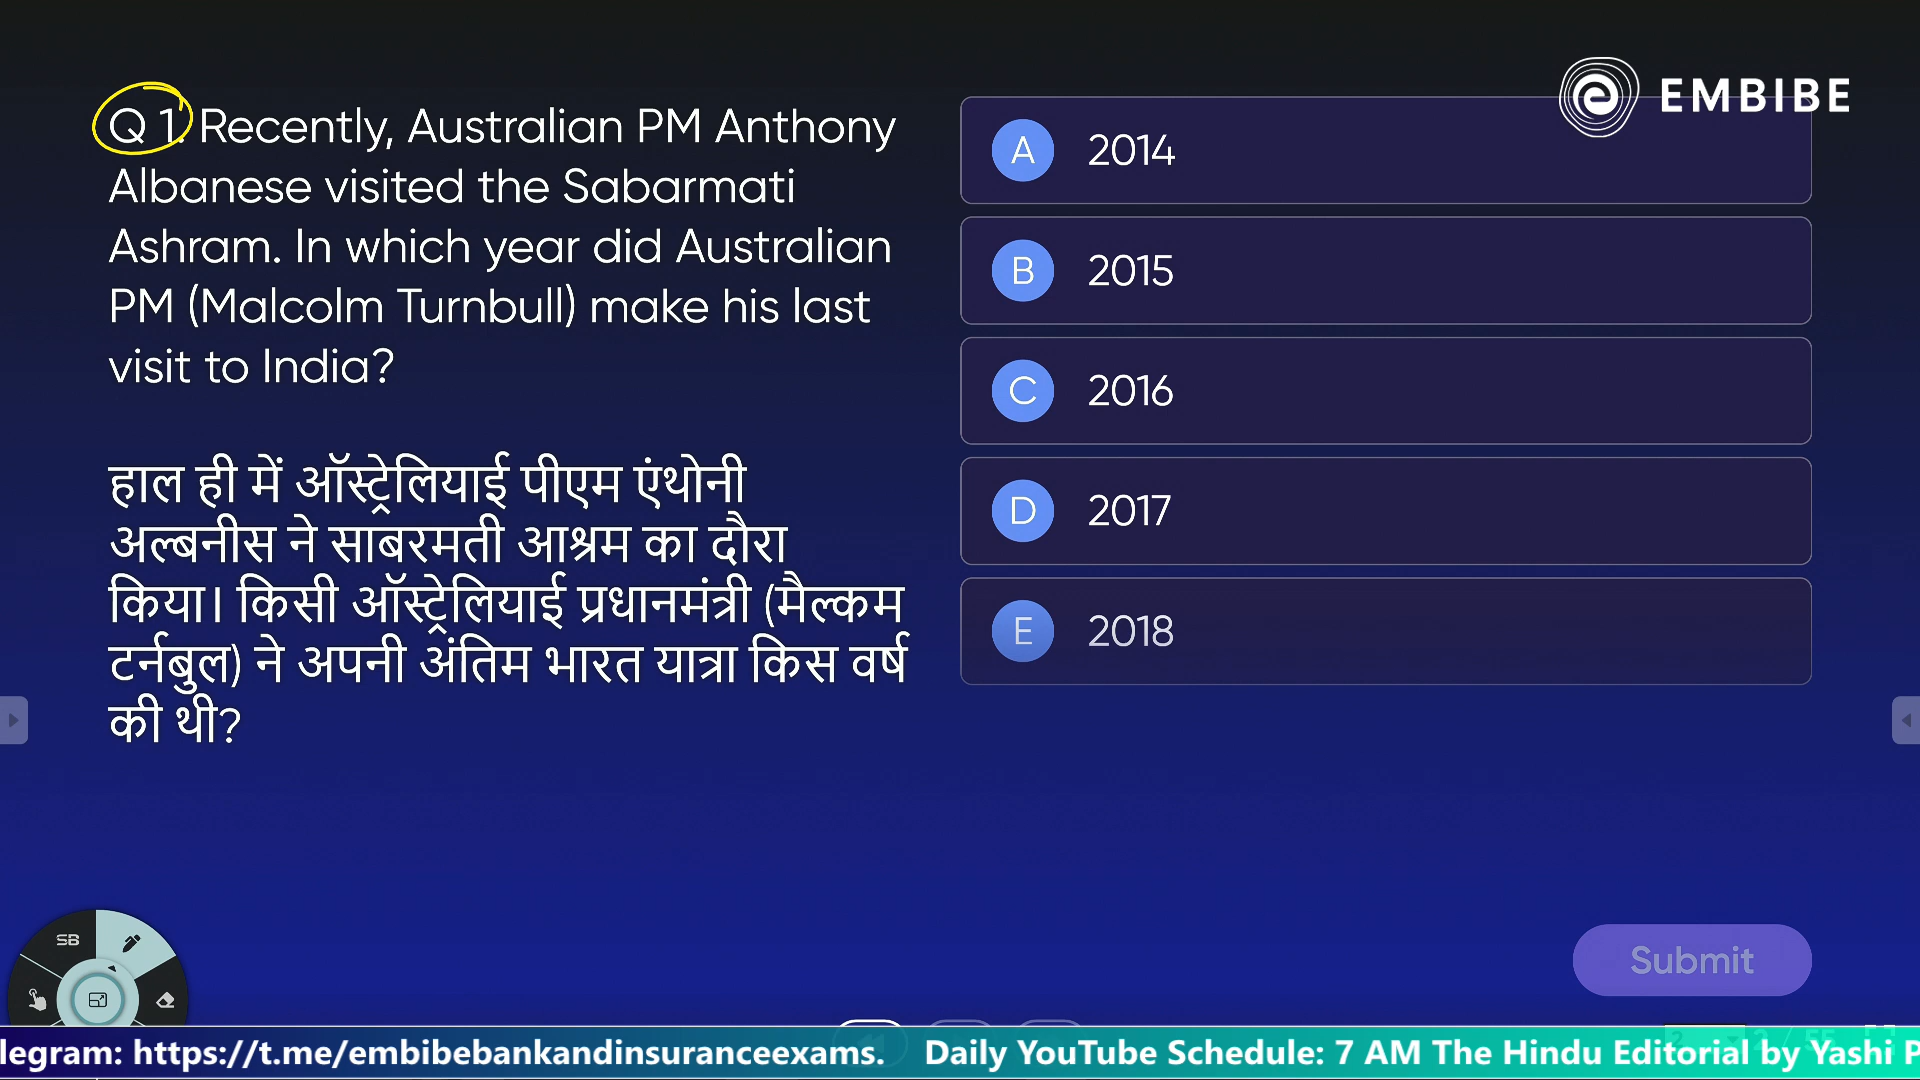 EMBIBE
Q 1. Recently, Australian PM Anthony
Albanese visited the Sabarmati
Ashram. In which year did Australian
PM (Malcolm Turnbull) make his last
visit to India?
हाल ही में ऑस्ट्रेलियाई पीएम एंथोनी
अल्बनीस ने साबरमती आश्रम का दौरा
किया। किसी ऑस्ट्रेलियाई प्रधानमंत्री (मैल्कम
टर्नबुल) ने अपनी अंतिम भारत यात्रा किस वर्ष
की थी?
A 2014
B 2015
C 2016
D 2017
E 2018
Submit
SB
legram: https://t.me/embibebankandinsuranceexams. Daily YouTube Schedule: 7 AM The Hindu Editorial by Yashi P